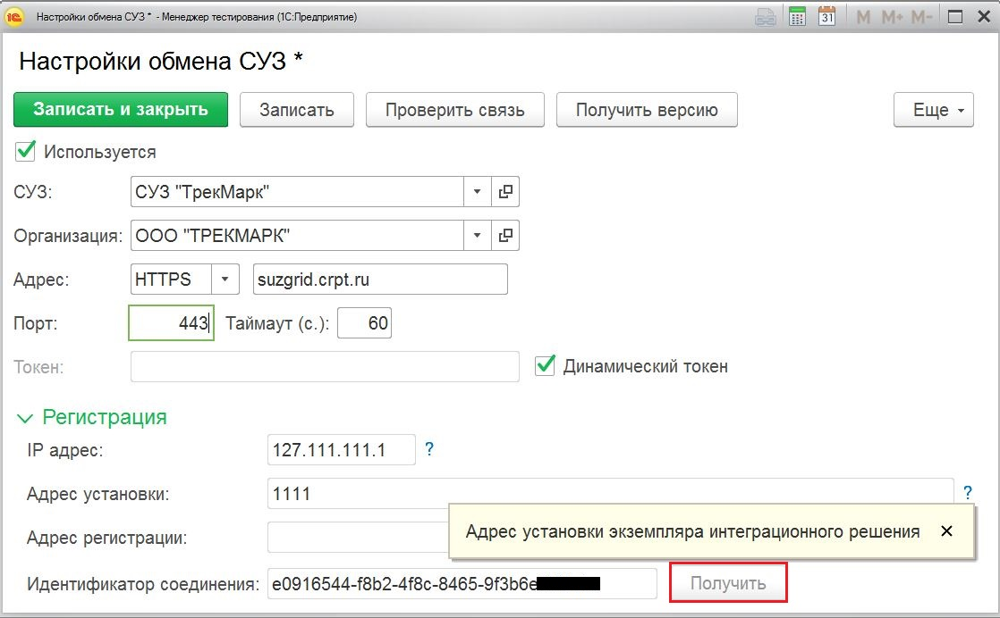 Настройки обмена СУЗ * - Менеджер тестирования (1С:Предприятие)
31 M M+ M-
Настройки обмена СУЗ *
Записать и закрыть Записать Проверить связь Получить версию Еще
Используется
СУЗ: СУЗ "ТрекМарк"
Организация: ООО "ТРЕКМАРК"
Адрес: HTTPS suzgrid.crpt.ru
Порт: 443 Таймаут (с.): 60
Токен: Динамический токен
Регистрация
IP адрес: 127.111.111.1 ?
Адрес установки: 1111 ?
Адрес установки экземпляра интеграционного решения
Адрес регистрации:
Идентификатор соединения: e0916544-f8b2-4f8c-8465-9f3b6e Получить